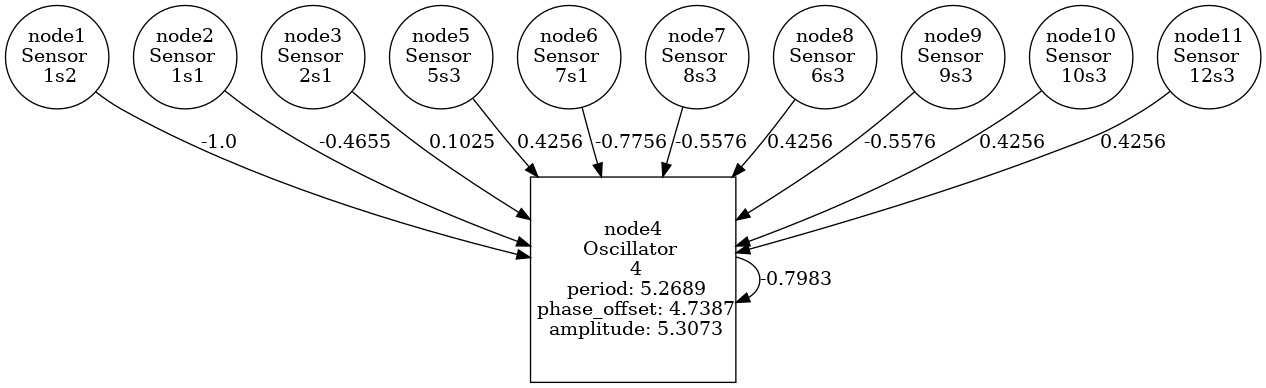 node1
Sensor
1s2
node2
Sensor
1s1
node3
Sensor
2s1
node5
Sensor
5s3
node6
Sensor
7s1
node7
Sensor
8s3
node8
Sensor
6s3
node9
Sensor
9s3
node10
Sensor
10s3
node11
Sensor
12s3
-1.0
-0.4655
0.1025
0.4256
-0.7756
-0.5576
0.4256
-0.5576
0.4256
0.4256
node4
Oscillator
4
period: 5.2689
phase_offset: 4.7387
amplitude: 5.3073
-0.7983